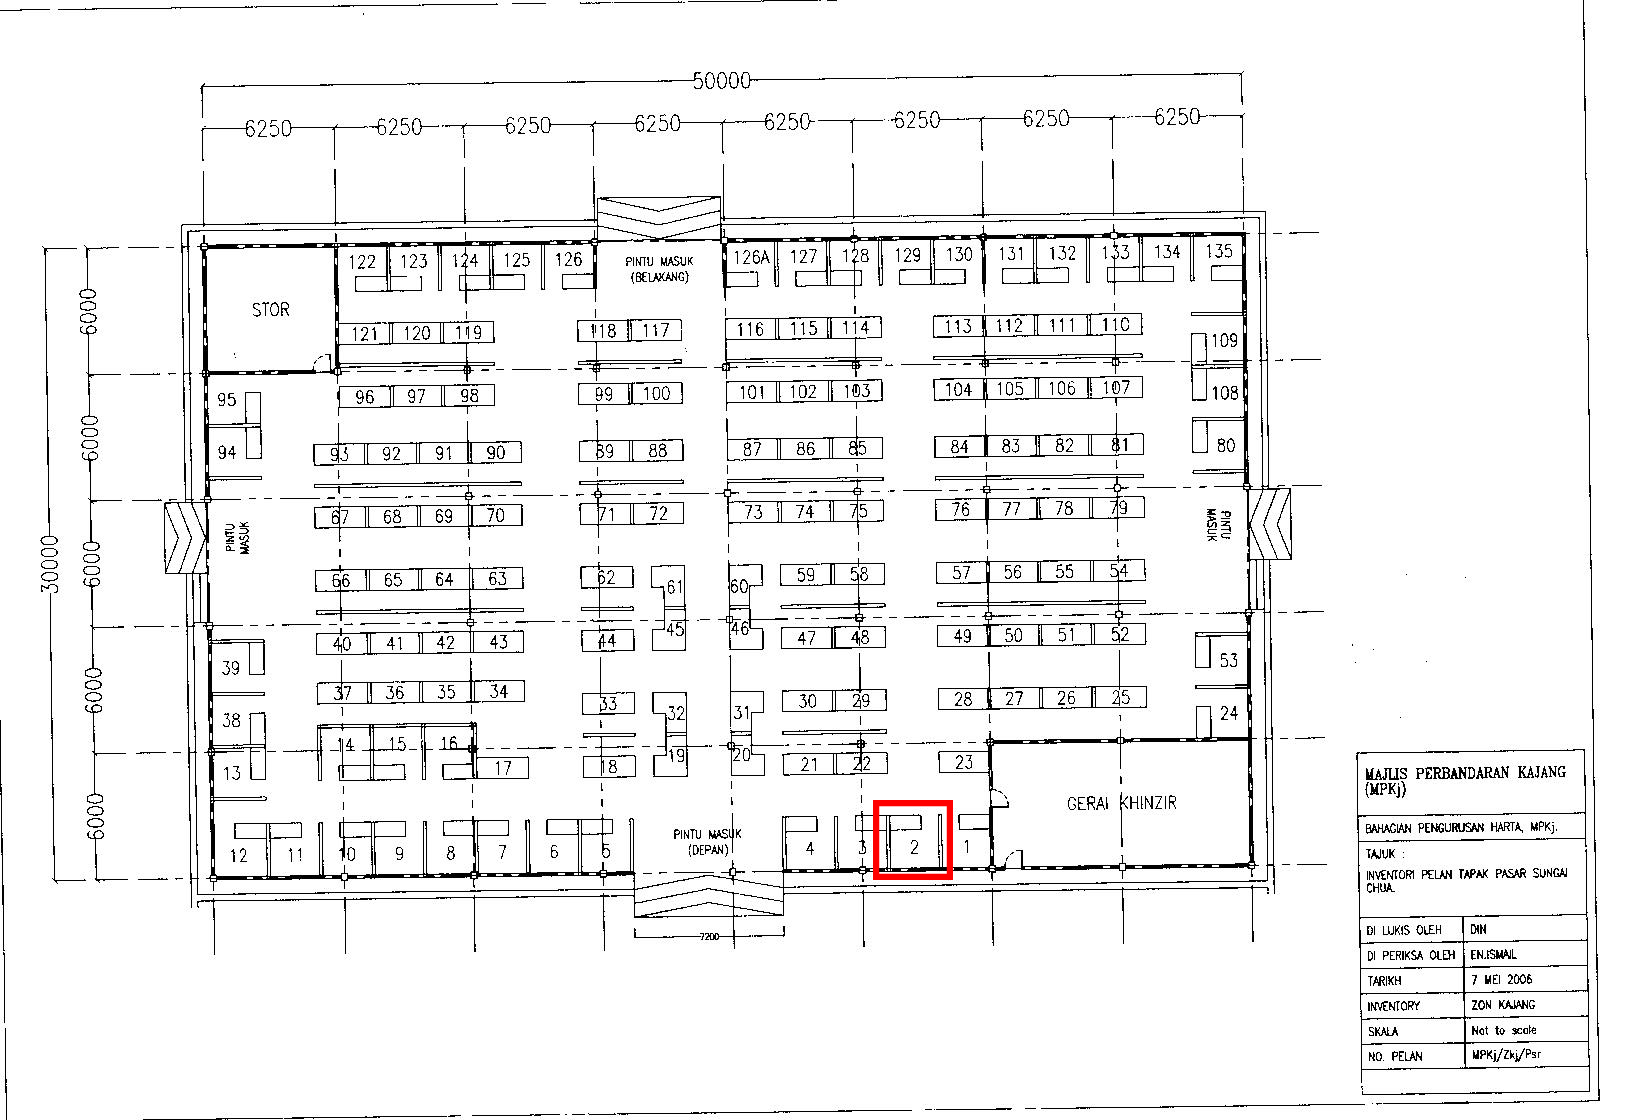 50000
6250 6250 6250 6250 6250 6250 6250 6250
122 123 124 125 126 PINTU MASUK (BELAKANG) 126A 127 128 129 130 131 132 133 134 135
STOR
6000
121 120 119 118 117 116 115 114 113 112 111 110
109
95 96 97 98 99 100 101 102 103 104 105 106 107 108
6000
94 93 92 91 90 89 88 87 86 85 84 83 82 81 80
67 68 69 70 71 72 73 74 75 76 77 78 79
PINTU MASUK
PINTU MASUK
30000
6000
66 65 64 63 62 61 60 59 58 57 56 55 54
40 41 42 43 44 45 46 47 48 49 50 51 52
39 53
6000
37 36 35 34 33 32 31 30 29 28 27 26 25
38 24
14 15 16 19 20
13 17 18 21 22 23
6000
GERAI KHINZIR
12 11 10 9 8 7 6 5 PINTU MASUK (DEPAN) 4 3 2 1
7200
MAJLIS PERBANDARAN KAJANG
(MPKj)
BAHAGIAN PENGURUSAN HARTA, MPKj.
TAJUK :
INVENTORI PELAN TAPAK PASAR SUNGAI
CHUA.
DI LUKIS OLEH DIN
DI PERIKSA OLEH EN.ISMAIL
TARIKH 7 MEI 2006
INVENTORY ZON KAJANG
SKALA Not to scale
NO. PELAN MPKj/Zkj/Psr